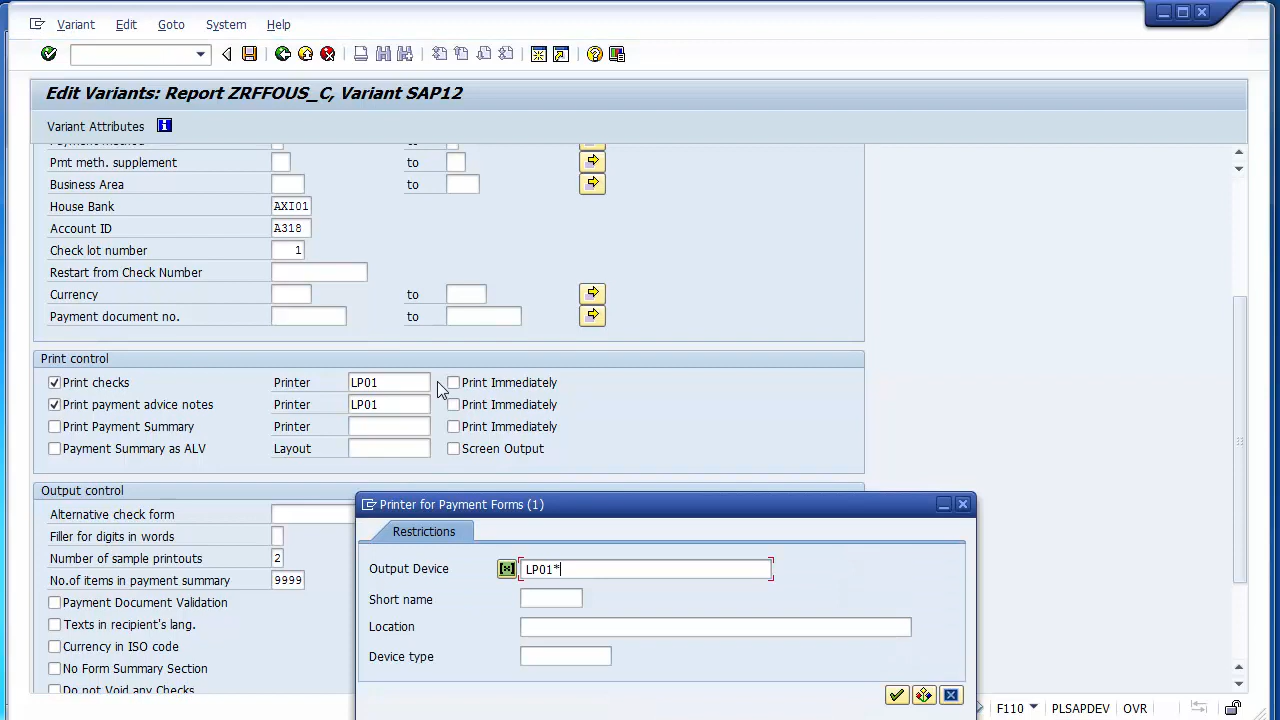 Variant Edit Goto System Help
Edit Variants: Report ZRFFOUS_C, Variant SAP12
Variant Attributes
Pmt meth. supplement to
Business Area to
House Bank AXI01
Account ID A318
Check lot number 1
Restart from Check Number
Currency to
Payment document no. to
Print control
Print checks Printer LP01 Print Immediately
Print payment advice notes Printer LP01 Print Immediately
Print Payment Summary Printer Print Immediately
Payment Summary as ALV Layout Screen Output
Output control
Alternative check form
Filler for digits in words
Number of sample printouts 2
No.of items in payment summary 9999
Payment Document Validation
Texts in recipient's lang.
Currency in ISO code
No Form Summary Section
Do not Void any Checks
Printer for Payment Forms (1)
Restrictions
Output Device LP01*
Short name
Location
Device type
F110 PLSAPDEV OVR